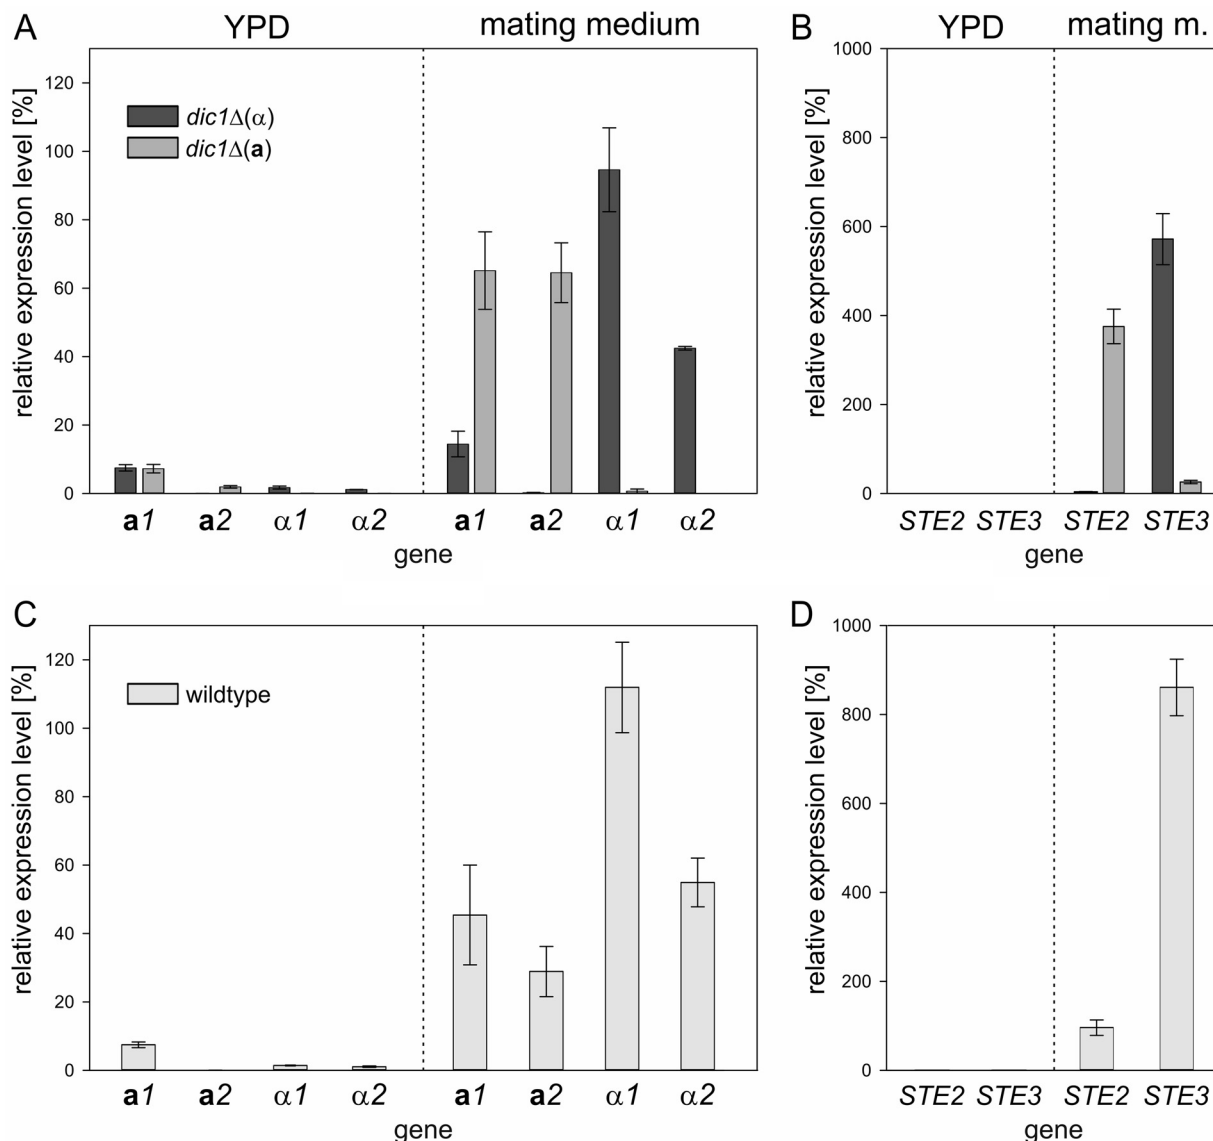 A
YPD
mating medium
relative expression level [%]
120
100
80
60
40
20
0
dic1Δ(α)
dic1Δ(a)
a1 a2 α1 α2 a1 a2 α1 α2
gene
B
YPD
mating m.
relative expression level [%]
1000
800
600
400
200
0
STE2 STE3 STE2 STE3
gene
C
relative expression level [%]
120
100
80
60
40
20
0
wildtype
a1 a2 α1 α2 a1 a2 α1 α2
gene
D
relative expression level [%]
1000
800
600
400
200
0
STE2 STE3 STE2 STE3
gene